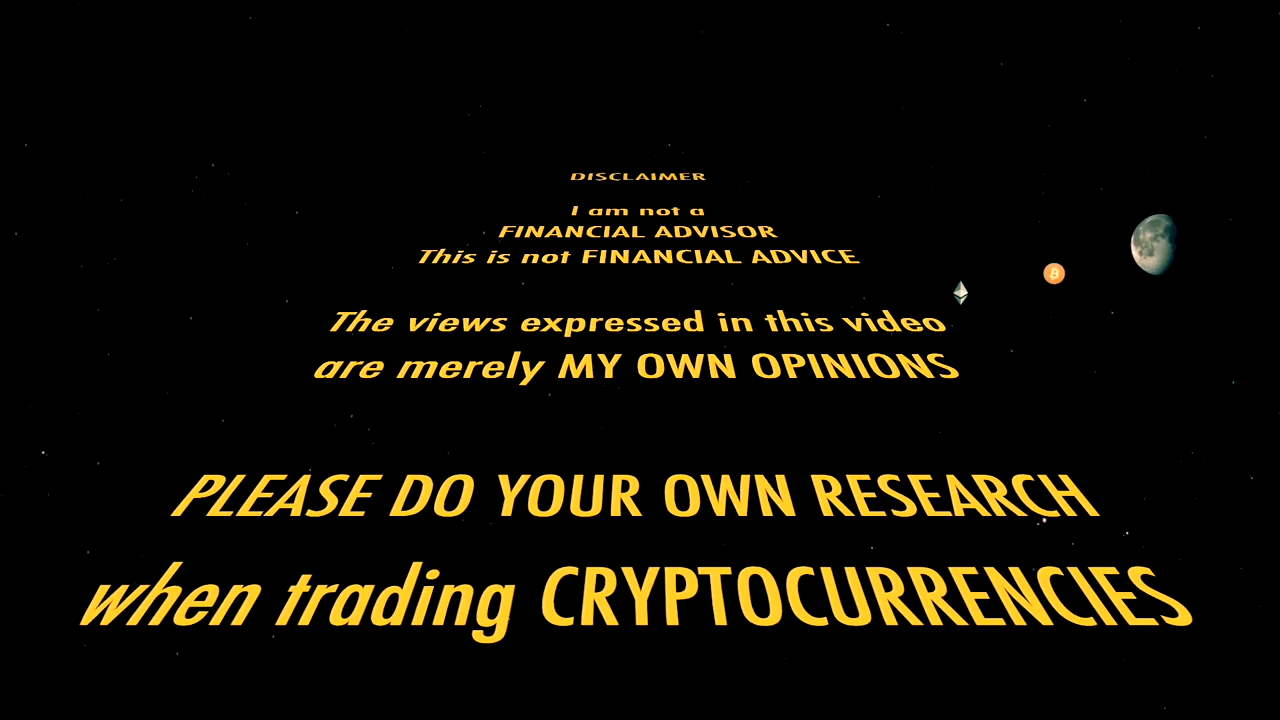 DISCLAIMER
I am not a
FINANCIAL ADVISOR
This is not FINANCIAL ADVICE
The views expressed in this video
are merely MY OWN OPINIONS
PLEASE DO YOUR OWN RESEARCH
when trading CRYPTOCURRENCIES